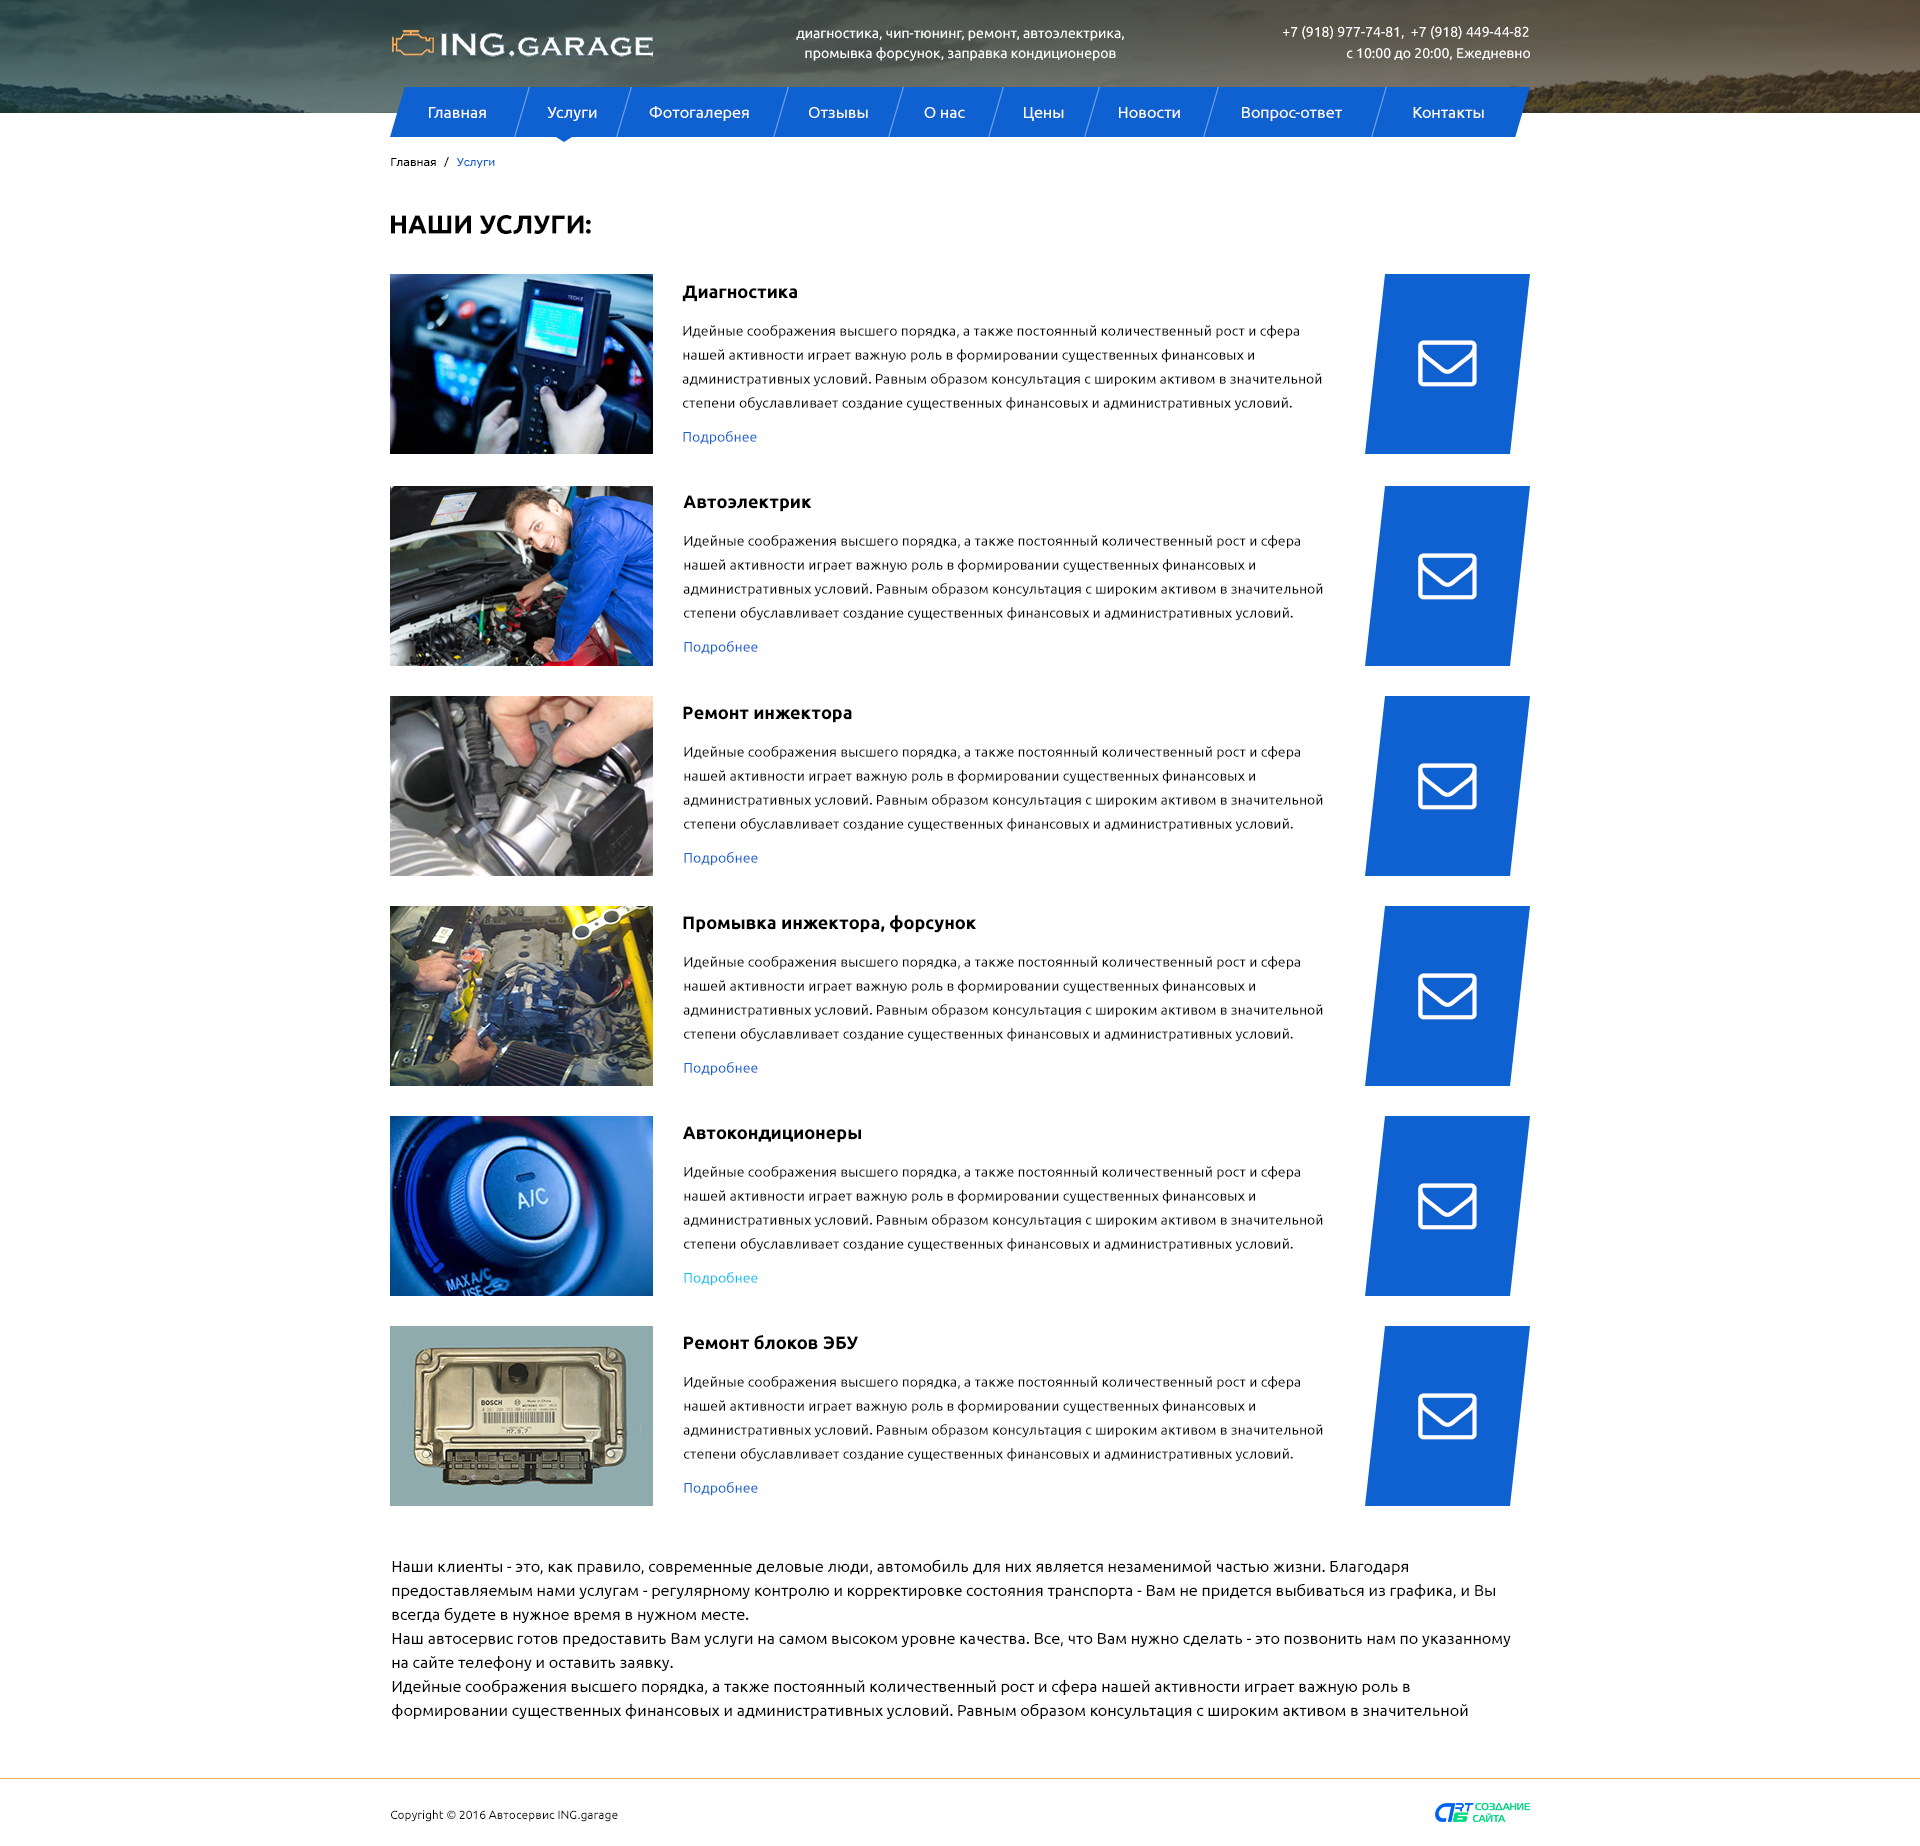 ING.GARAGE
диагностика, чип-тюнинг, ремонт, автоэлектрика,
промывка форсунок, заправка кондиционеров
+7 (918) 977-74-81, +7 (918) 449-44-82
с 10:00 до 20:00, Ежедневно
Главная Услуги Фотогалерея Отзывы О нас Цены Новости Вопрос-ответ Контакты
Главная / Услуги
НАШИ УСЛУГИ:
TECH 2
Диагностика
Идейные соображения высшего порядка, а также постоянный количественный рост и сфера
нашей активности играет важную роль в формировании существенных финансовых и
административных условий. Равным образом консультация с широким активом в значительной
степени обуславливает создание существенных финансовых и административных условий.
Подробнее
Автоэлектрик
Идейные соображения высшего порядка, а также постоянный количественный рост и сфера
нашей активности играет важную роль в формировании существенных финансовых и
административных условий. Равным образом консультация с широким активом в значительной
степени обуславливает создание существенных финансовых и административных условий.
Подробнее
Ремонт инжектора
Идейные соображения высшего порядка, а также постоянный количественный рост и сфера
нашей активности играет важную роль в формировании существенных финансовых и
административных условий. Равным образом консультация с широким активом в значительной
степени обуславливает создание существенных финансовых и административных условий.
Подробнее
Промывка инжектора, форсунок
Идейные соображения высшего порядка, а также постоянный количественный рост и сфера
нашей активности играет важную роль в формировании существенных финансовых и
административных условий. Равным образом консультация с широким активом в значительной
степени обуславливает создание существенных финансовых и административных условий.
Подробнее
A/C
MAX A/C
USE
Автокондиционеры
Идейные соображения высшего порядка, а также постоянный количественный рост и сфера
нашей активности играет важную роль в формировании существенных финансовых и
административных условий. Равным образом консультация с широким активом в значительной
степени обуславливает создание существенных финансовых и административных условий.
Подробнее
BOSCH
M7.9.7
Ремонт блоков ЭБУ
Идейные соображения высшего порядка, а также постоянный количественный рост и сфера
нашей активности играет важную роль в формировании существенных финансовых и
административных условий. Равным образом консультация с широким активом в значительной
степени обуславливает создание существенных финансовых и административных условий.
Подробнее
Наши клиенты - это, как правило, современные деловые люди, автомобиль для них является незаменимой частью жизни. Благодаря
предоставляемым нами услугам - регулярному контролю и корректировке состояния транспорта - Вам не придется выбиваться из графика, и Вы
всегда будете в нужное время в нужном месте.
Наш автосервис готов предоставить Вам услуги на самом высоком уровне качества. Все, что Вам нужно сделать - это позвонить нам по указанному
на сайте телефону и оставить заявку.
Идейные соображения высшего порядка, а также постоянный количественный рост и сфера нашей активности играет важную роль в
формировании существенных финансовых и административных условий. Равным образом консультация с широким активом в значительной
Copyright © 2016 Автосервис ING.garage
СОЗДАНИЕ
САЙТА